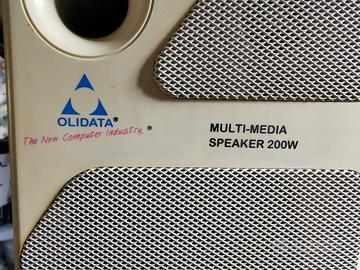 OLIDATA®
The New Computer Industry ®
MULTI-MEDIA
SPEAKER 200W